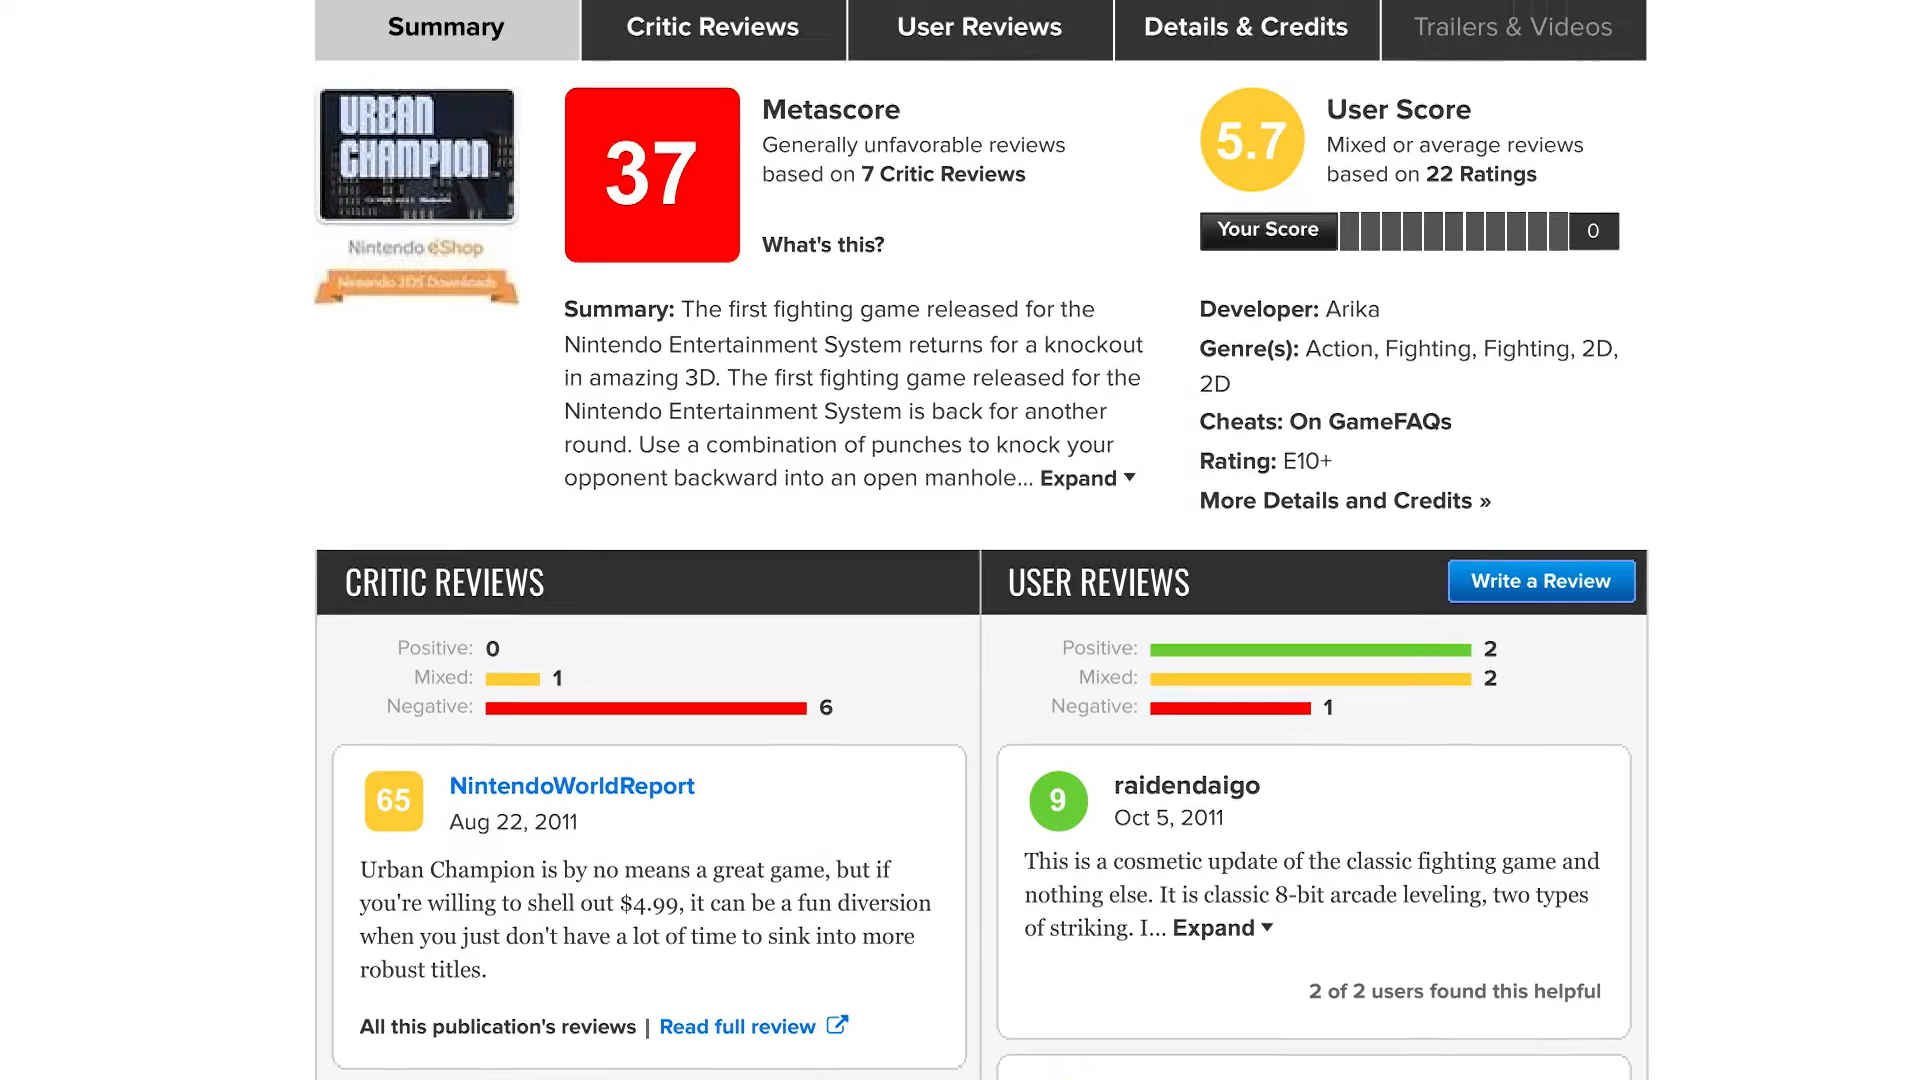 Summary
Critic Reviews
User Reviews
Details & Credits
Trailers & Videos
URBAN
CHAMPION
Nintendo eShop
Nintendo 3DS Downloads
37
Metascore
Generally unfavorable reviews
based on 7 Critic Reviews
What's this?
5.7
User Score
Mixed or average reviews
based on 22 Ratings
Your Score
0
Summary: The first fighting game released for the
Nintendo Entertainment System returns for a knockout
in amazing 3D. The first fighting game released for the
Nintendo Entertainment System is back for another
round. Use a combination of punches to knock your
opponent backward into an open manhole... Expand
Developer: Arika
Genre(s): Action, Fighting, Fighting, 2D,
2D
Cheats: On GameFAQs
Rating: E10+
More Details and Credits »
CRITIC REVIEWS
Positive: 0
Mixed: 1
Negative: 6
65
NintendoWorldReport
Aug 22, 2011
Urban Champion is by no means a great game, but if
you're willing to shell out $4.99, it can be a fun diversion
when you just don't have a lot of time to sink into more
robust titles.
All this publication's reviews | Read full review
USER REVIEWS
Write a Review
Positive: 2
Mixed: 2
Negative: 1
9
raidendaigo
Oct 5, 2011
This is a cosmetic update of the classic fighting game and
nothing else. It is classic 8-bit arcade leveling, two types
of striking. I... Expand
2 of 2 users found this helpful